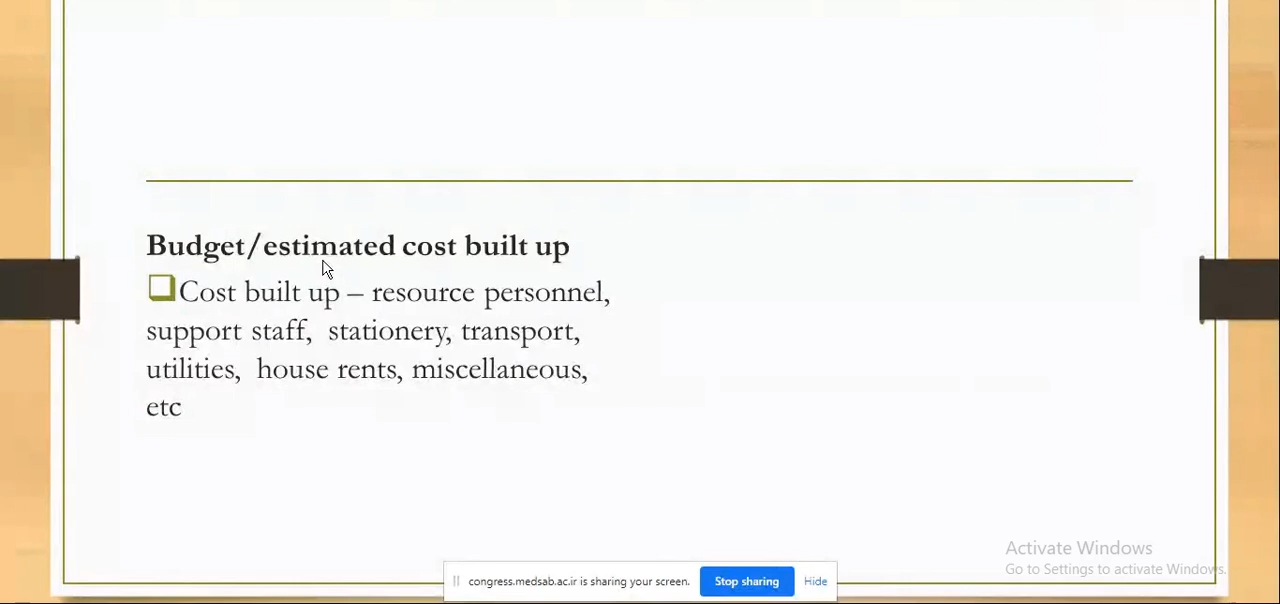 Budget/estimated cost built up
Cost built up – resource personnel,
support staff,  stationery, transport,
utilities,  house rents, miscellaneous,
etc
Activate Windows
Go to Settings to activate Windows.
congress.medsab.ac.ir is sharing your screen.
Stop sharing
Hide